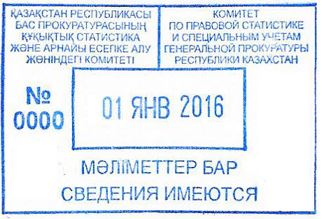 ҚАЗАҚСТАН РЕСПУБЛИКАСЫ
БАС ПРОКУРАТУРАСЫНЫҢ
ҚҰҚЫҚТЫҚ СТАТИСТИКА
ЖӘНЕ АРНАЙЫ ЕСЕПКЕ АЛУ
ЖӨНІНДЕГІ КОМИТЕТІ
КОМИТЕТ
ПО ПРАВОВОЙ СТАТИСТИКЕ
И СПЕЦИАЛЬНЫМ УЧЕТАМ
ГЕНЕРАЛЬНОЙ ПРОКУРАТУРЫ
РЕСПУБЛИКИ КАЗАХСТАН
№
0000
01 ЯНВ 2016
МӘЛІМЕТТЕР БАР
СВЕДЕНИЯ ИМЕЮТСЯ